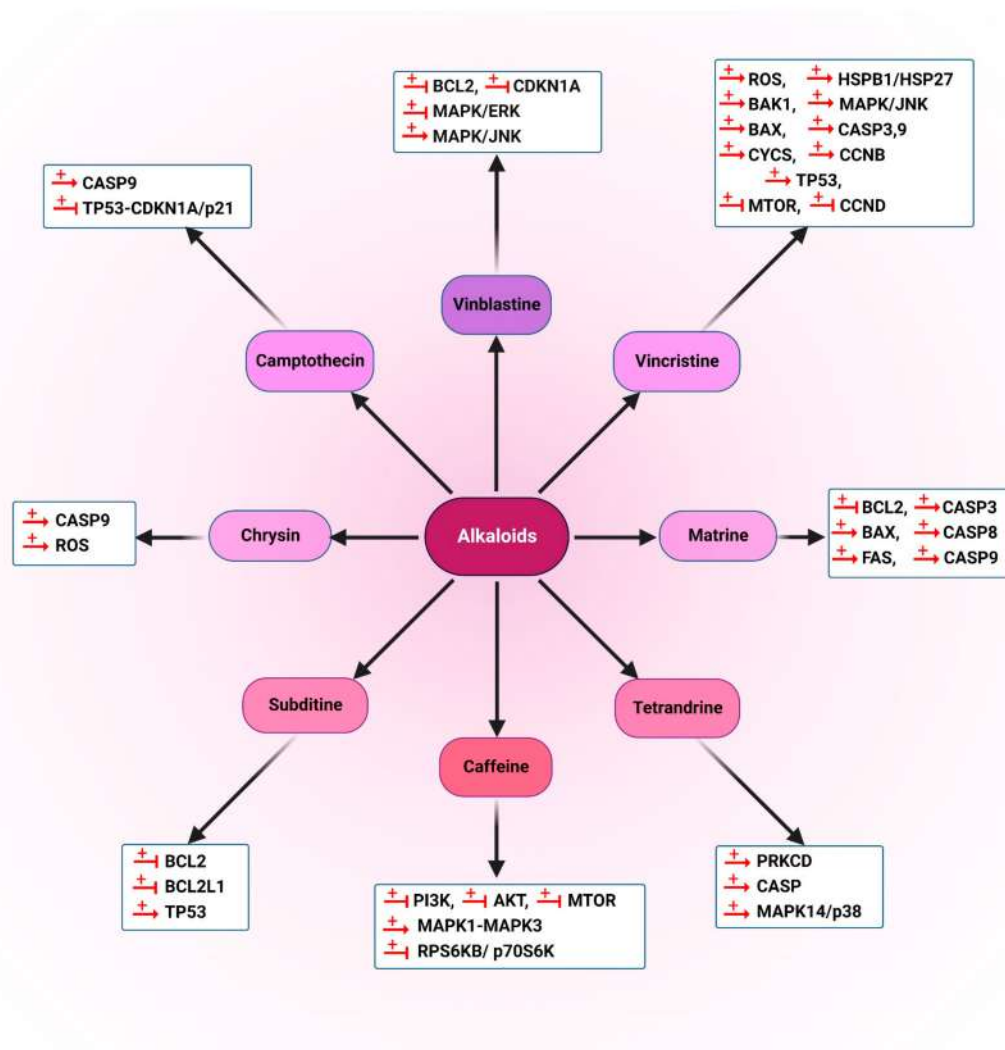 BCL2, CDKN1A
MAPK/ERK
MAPK/JNK
Vinblastine
ROS, HSPB1/HSP27
BAK1, MAPK/JNK
BAX, CASP3,9
CYCS, CCNB
TP53,
MTOR, CCND
Vincristine
CASP9
TP53-CDKN1A/p21
Camptothecin
Alkaloids
CASP9
ROS
Chrysin
Matrine
BCL2, CASP3
BAX, CASP8
FAS, CASP9
Subditine
BCL2
BCL2L1
TP53
Caffeine
PI3K, AKT, MTOR
MAPK1-MAPK3
RPS6KB/ p70S6K
Tetrandrine
PRKCD
CASP
MAPK14/p38